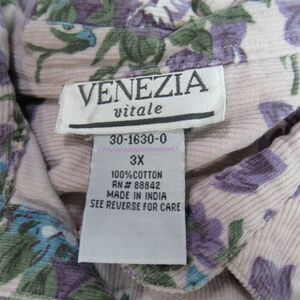 VENEZIA
vitale
30-1630-0
3X
100%COTTON
RN# 88842
MADE IN INDIA
SEE REVERSE FOR CARE